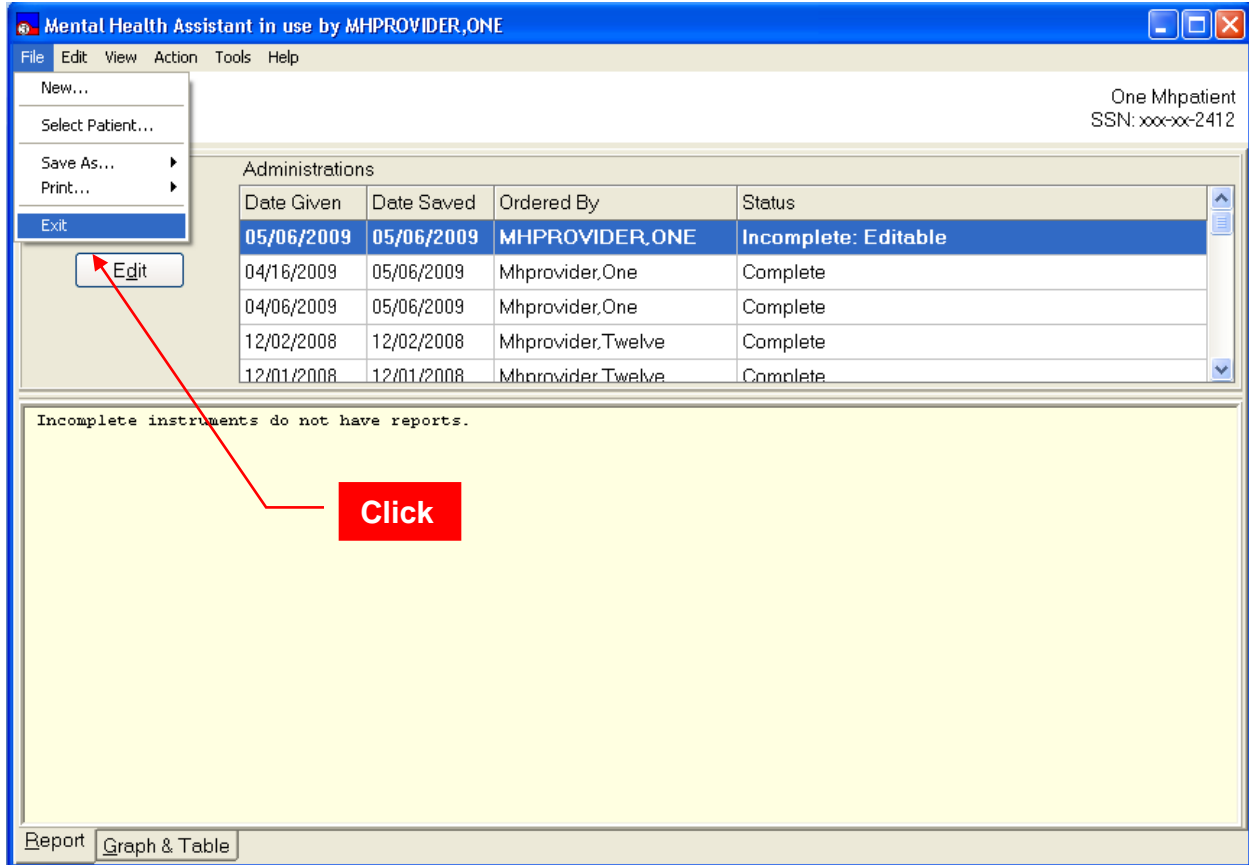 Mental Health Assistant in use by MHPROVIDER,ONE
File Edit View Action Tools Help
New...
Select Patient...
Save As...
Print...
Exit
One Mhpatient
SSN: xxx-xx-2412
Edit
Administrations
Date Given Date Saved Ordered By Status
05/06/2009 05/06/2009 MHPROVIDER,ONE Incomplete: Editable
04/16/2009 05/06/2009 Mhprovider,One Complete
04/06/2009 05/06/2009 Mhprovider,One Complete
12/02/2008 12/02/2008 Mhprovider,Twelve Complete
12/01/2008 12/01/2008 Mhprovider,Twelve Complete
Incomplete instruments do not have reports.
Click
Report Graph & Table